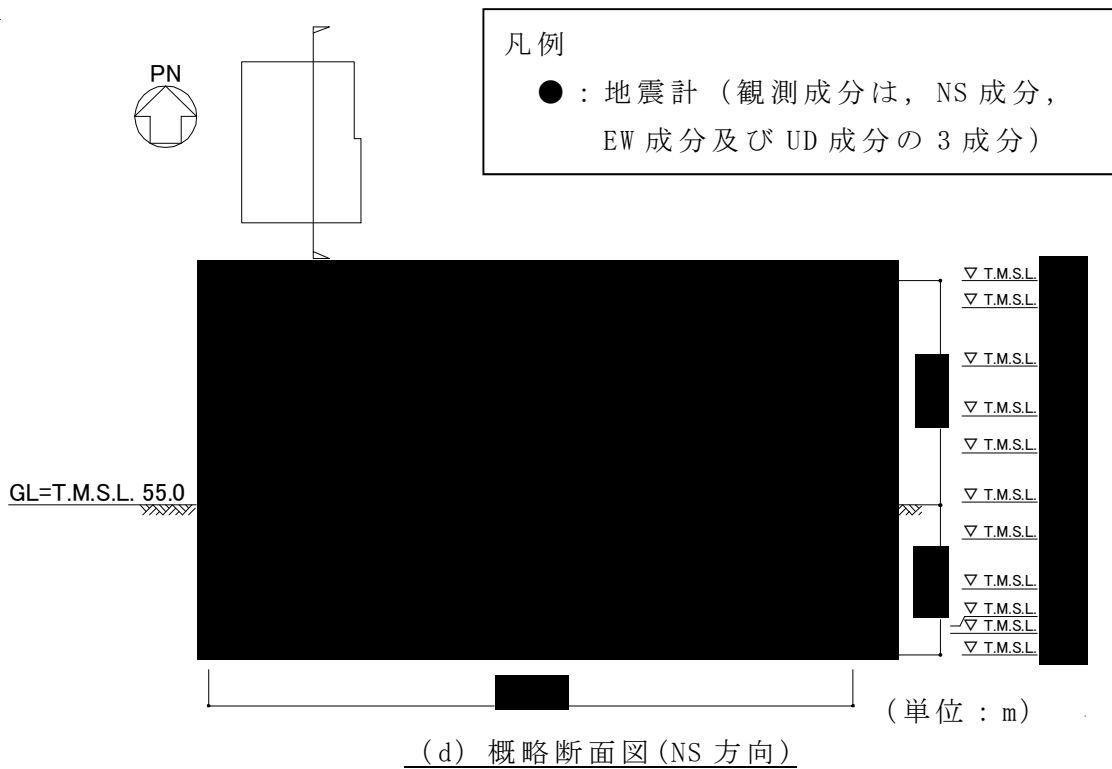 凡例
● : 地震計 (観測成分は, NS 成分,
EW 成分及び UD 成分の 3 成分)
PN
▽ T.M.S.L.
▽ T.M.S.L.
▽ T.M.S.L.
▽ T.M.S.L.
▽ T.M.S.L.
GL=T.M.S.L. 55.0
▽ T.M.S.L.
▽ T.M.S.L.
▽ T.M.S.L.
▽ T.M.S.L.
▽ T.M.S.L.
▽ T.M.S.L.
(単位 : m)
(d) 概略断面図(NS 方向)